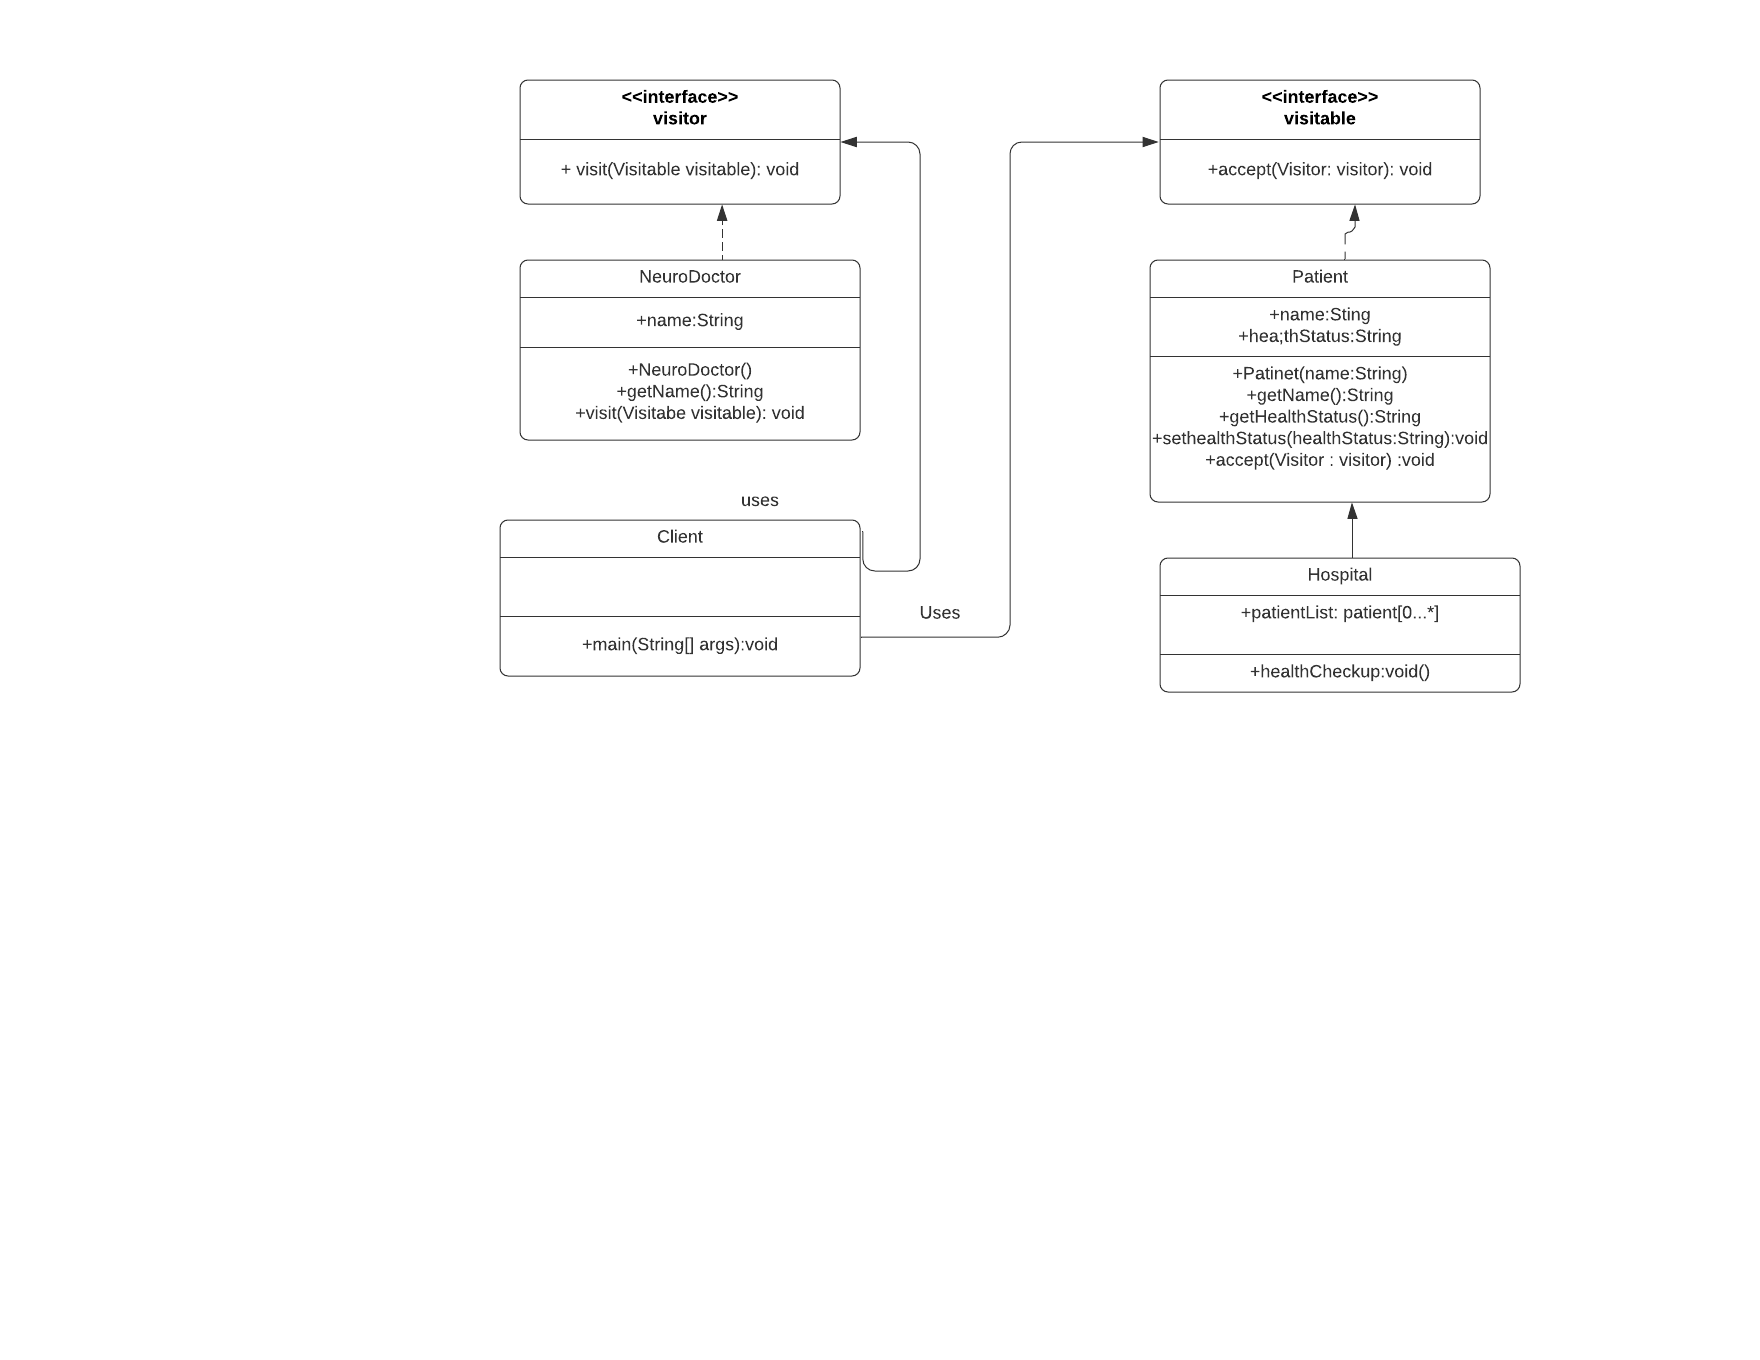 <<interface>>
visitor
+ visit(Visitable visitable): void
<<interface>>
visitable
+accept(Visitor: visitor): void
NeuroDoctor
+name:String
+NeuroDoctor()
+getName():String
+visit(Visitabe visitable): void
Patient
+name:Sting
+hea;thStatus:String
+Patinet(name:String)
+getName():String
+getHealthStatus():String
+sethealthStatus(healthStatus:String):void
+accept(Visitor : visitor) :void
uses
Client
+main(String[] args):void
Uses
Hospital
+patientList: patient[0...*]
+healthCheckup:void()